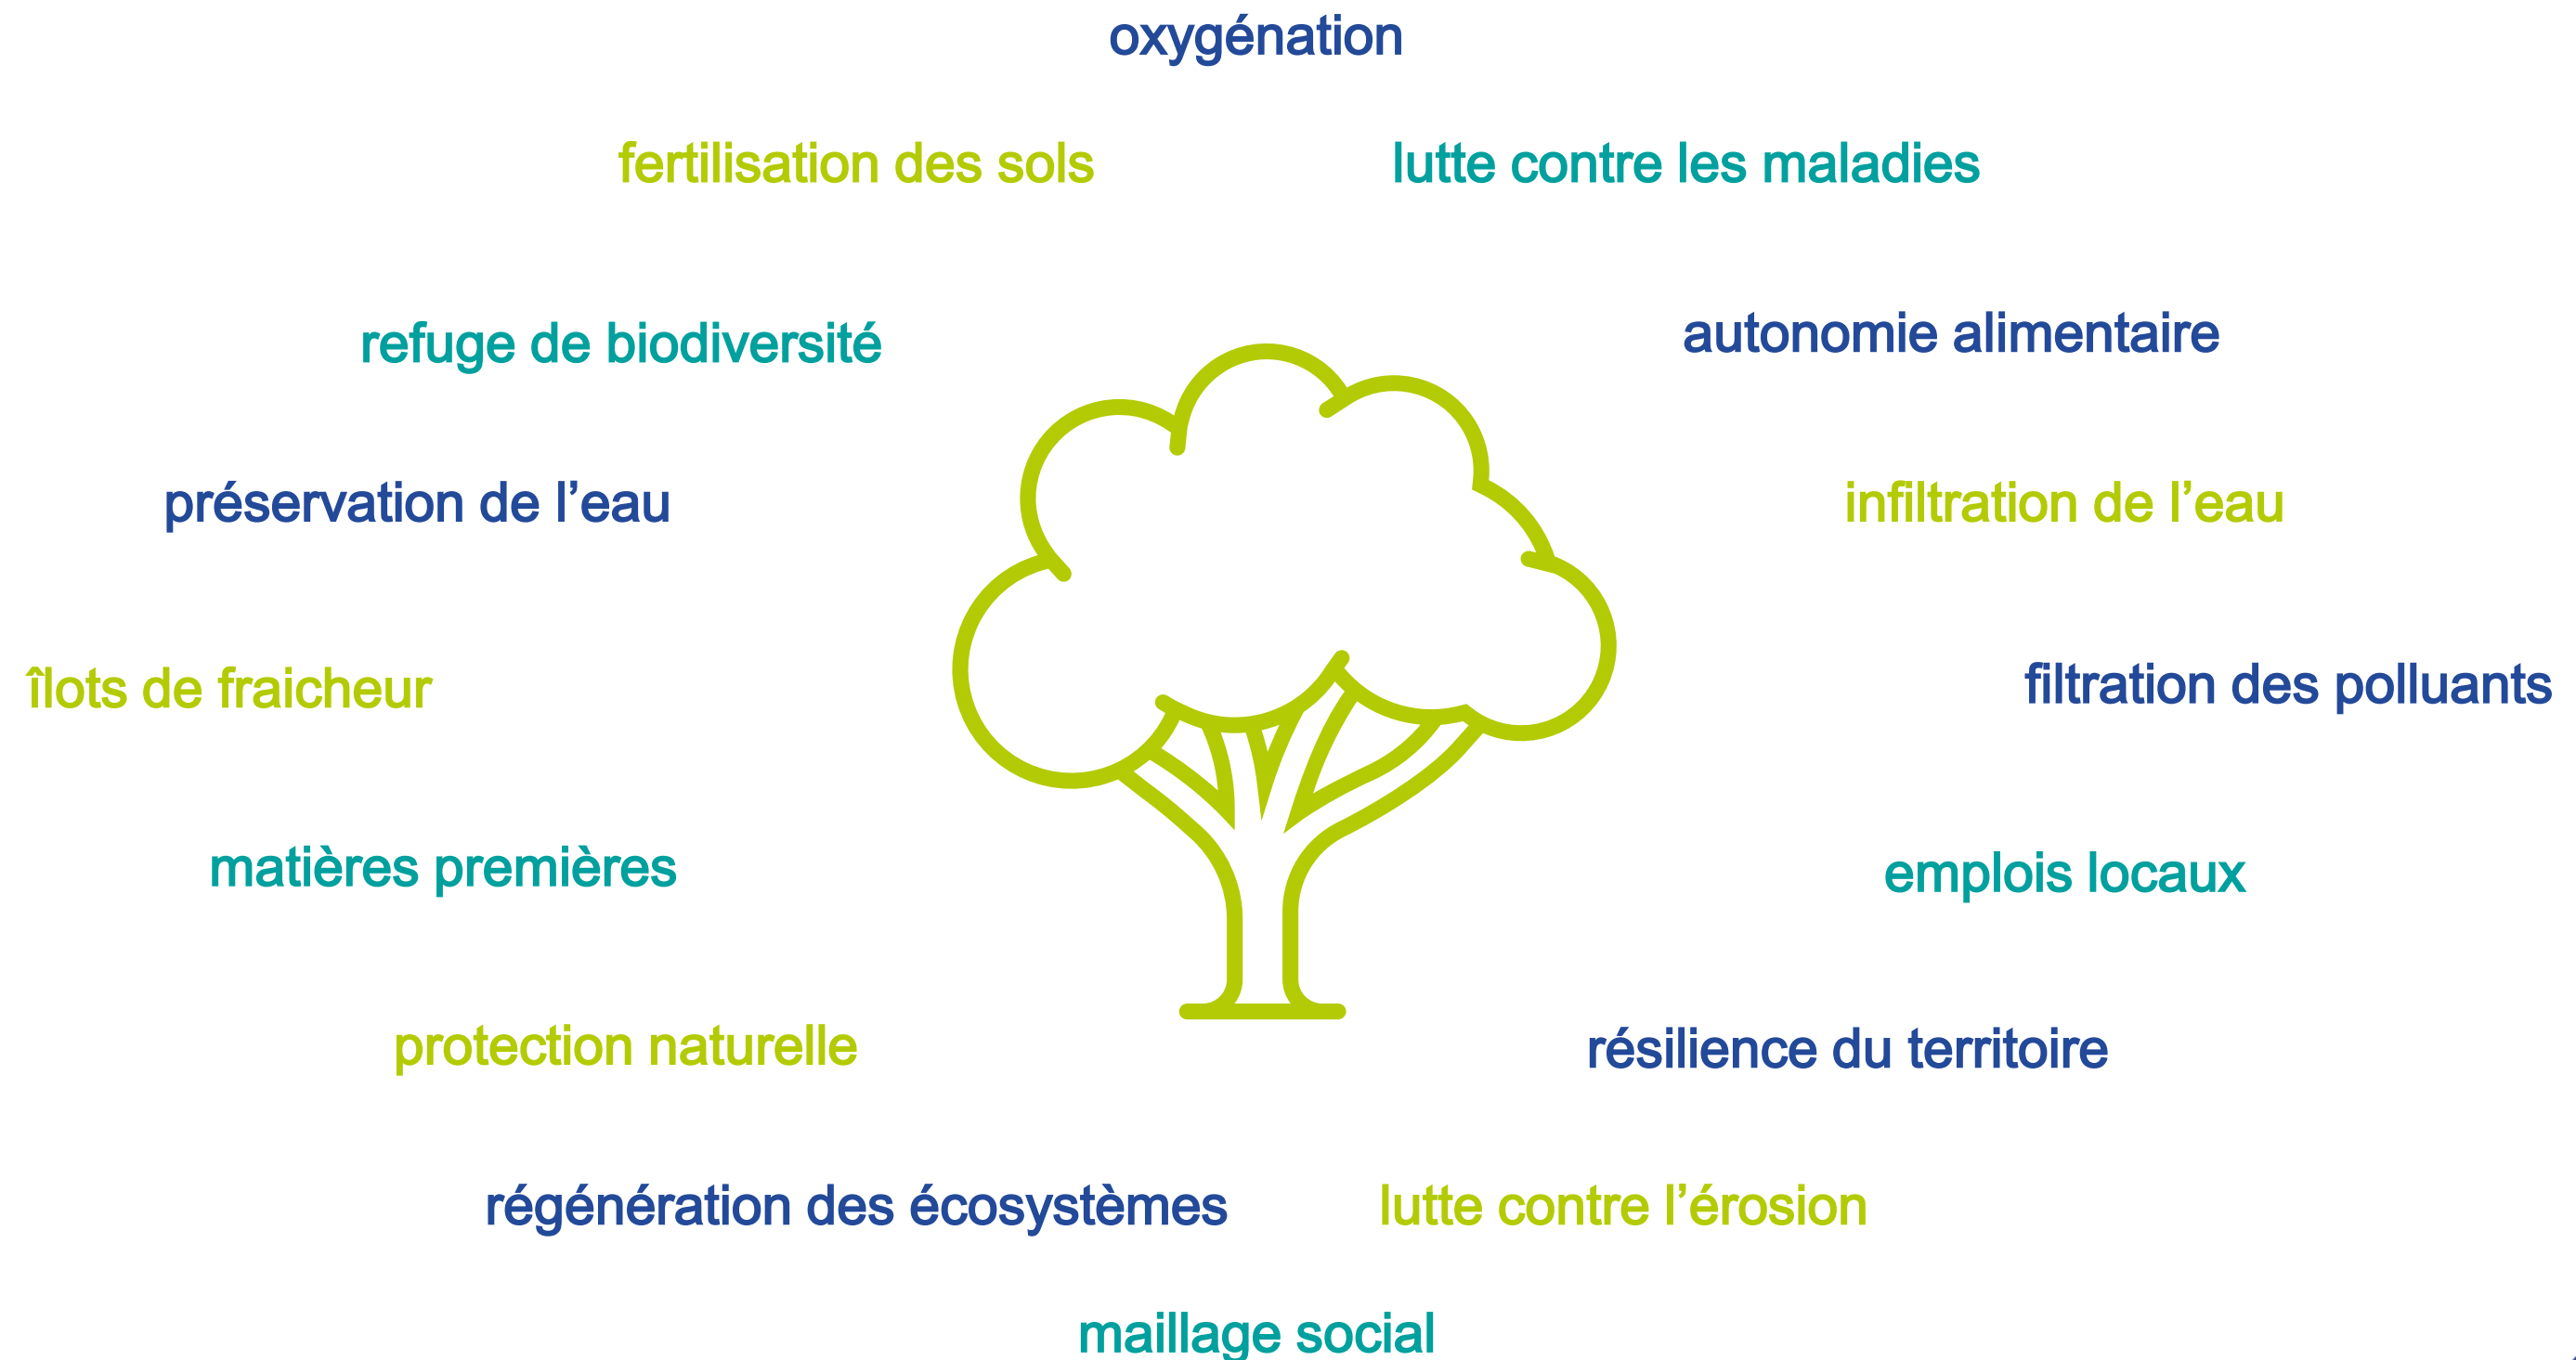 oxygénation
fertilisation des sols
lutte contre les maladies
refuge de biodiversité
autonomie alimentaire
préservation de l’eau
infiltration de l’eau
îlots de fraicheur
filtration des polluants
matières premières
emplois locaux
protection naturelle
résilience du territoire
régénération des écosystèmes
lutte contre l’érosion
maillage social